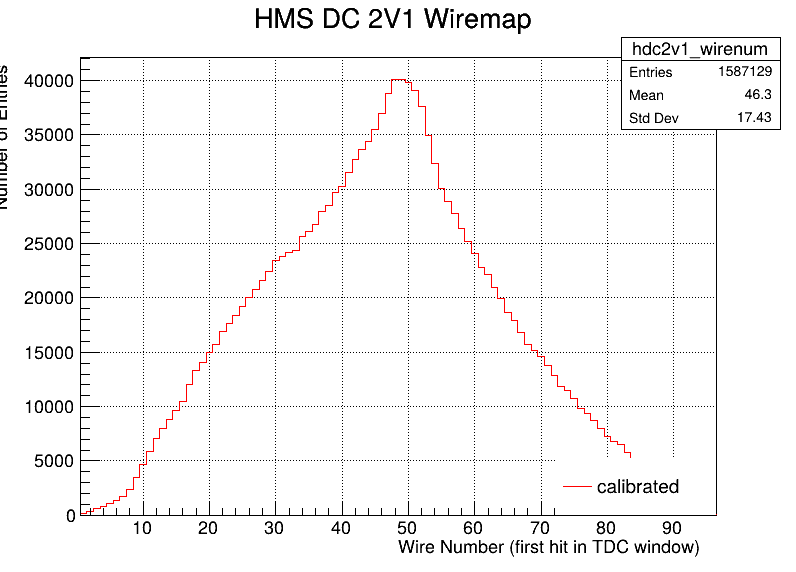 HMS DC 2V1 Wiremap
hdc2v1_wirenum
Entries 1587129
Mean 46.3
Std Dev 17.43
Number of Entries
40000
35000
30000
25000
20000
15000
10000
5000
0
10 20 30 40 50 60 70 80 90
calibrated
Wire Number (first hit in TDC window)